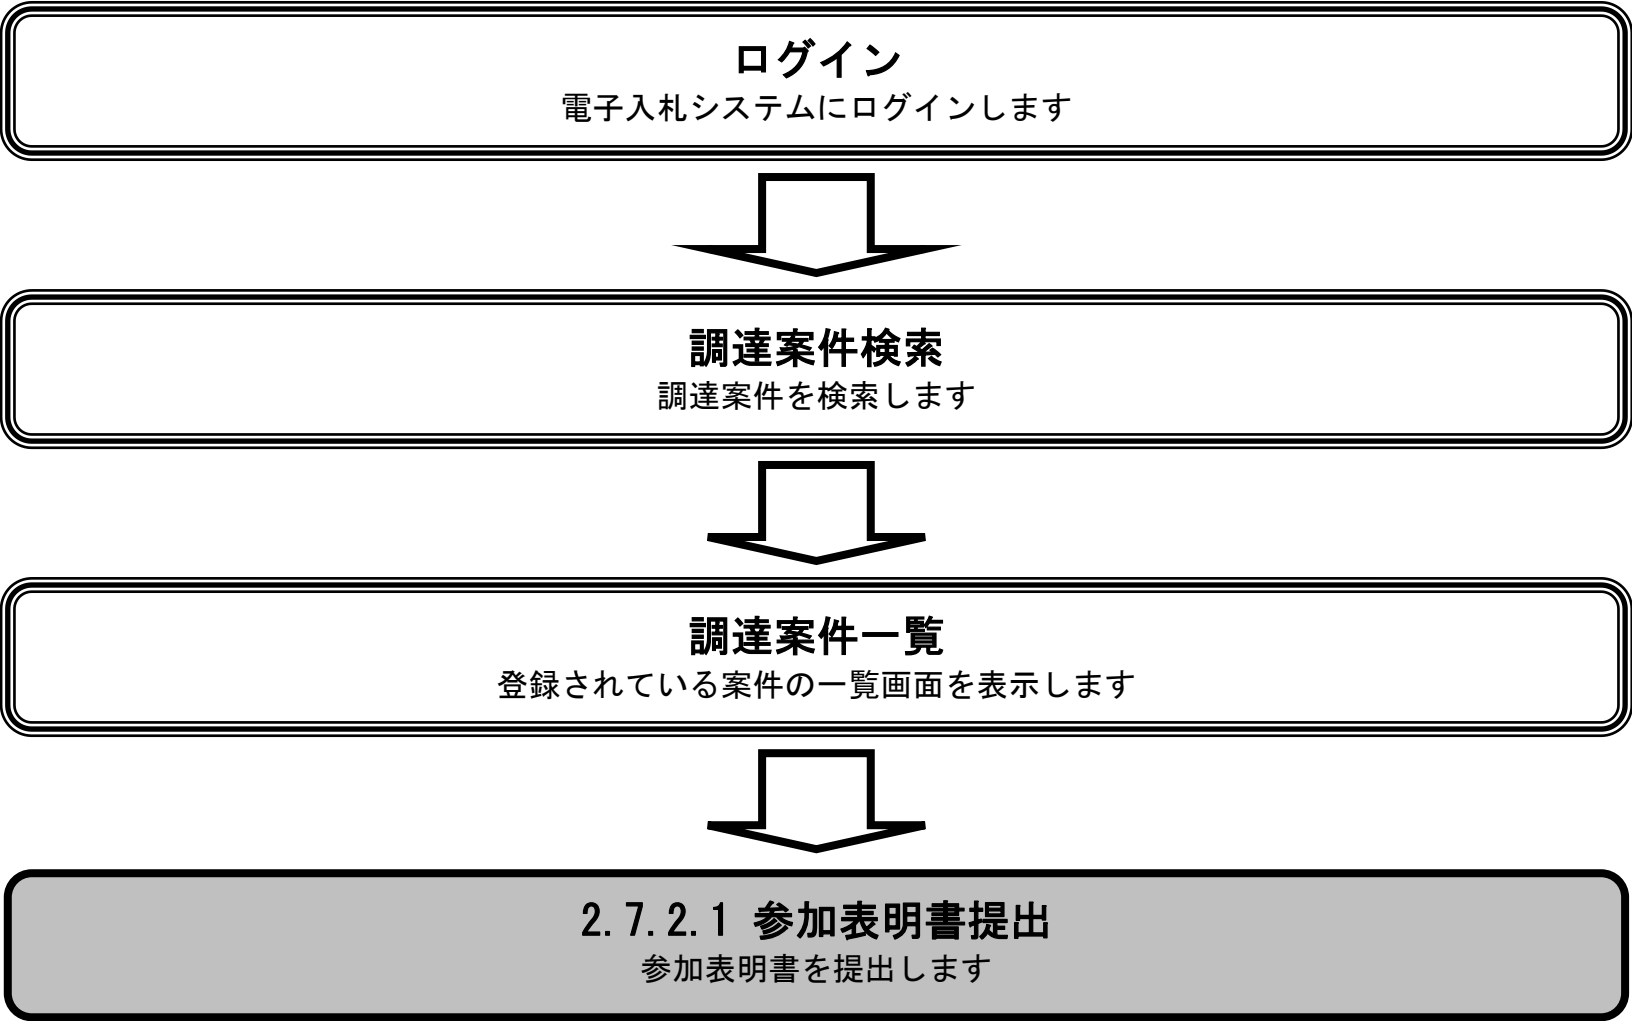 ログイン
電子入札システムにログインします
調達案件検索
調達案件を検索します
調達案件一覧
登録されている案件の一覧画面を表示します
2.7.2.1 参加表明書提出
参加表明書を提出します